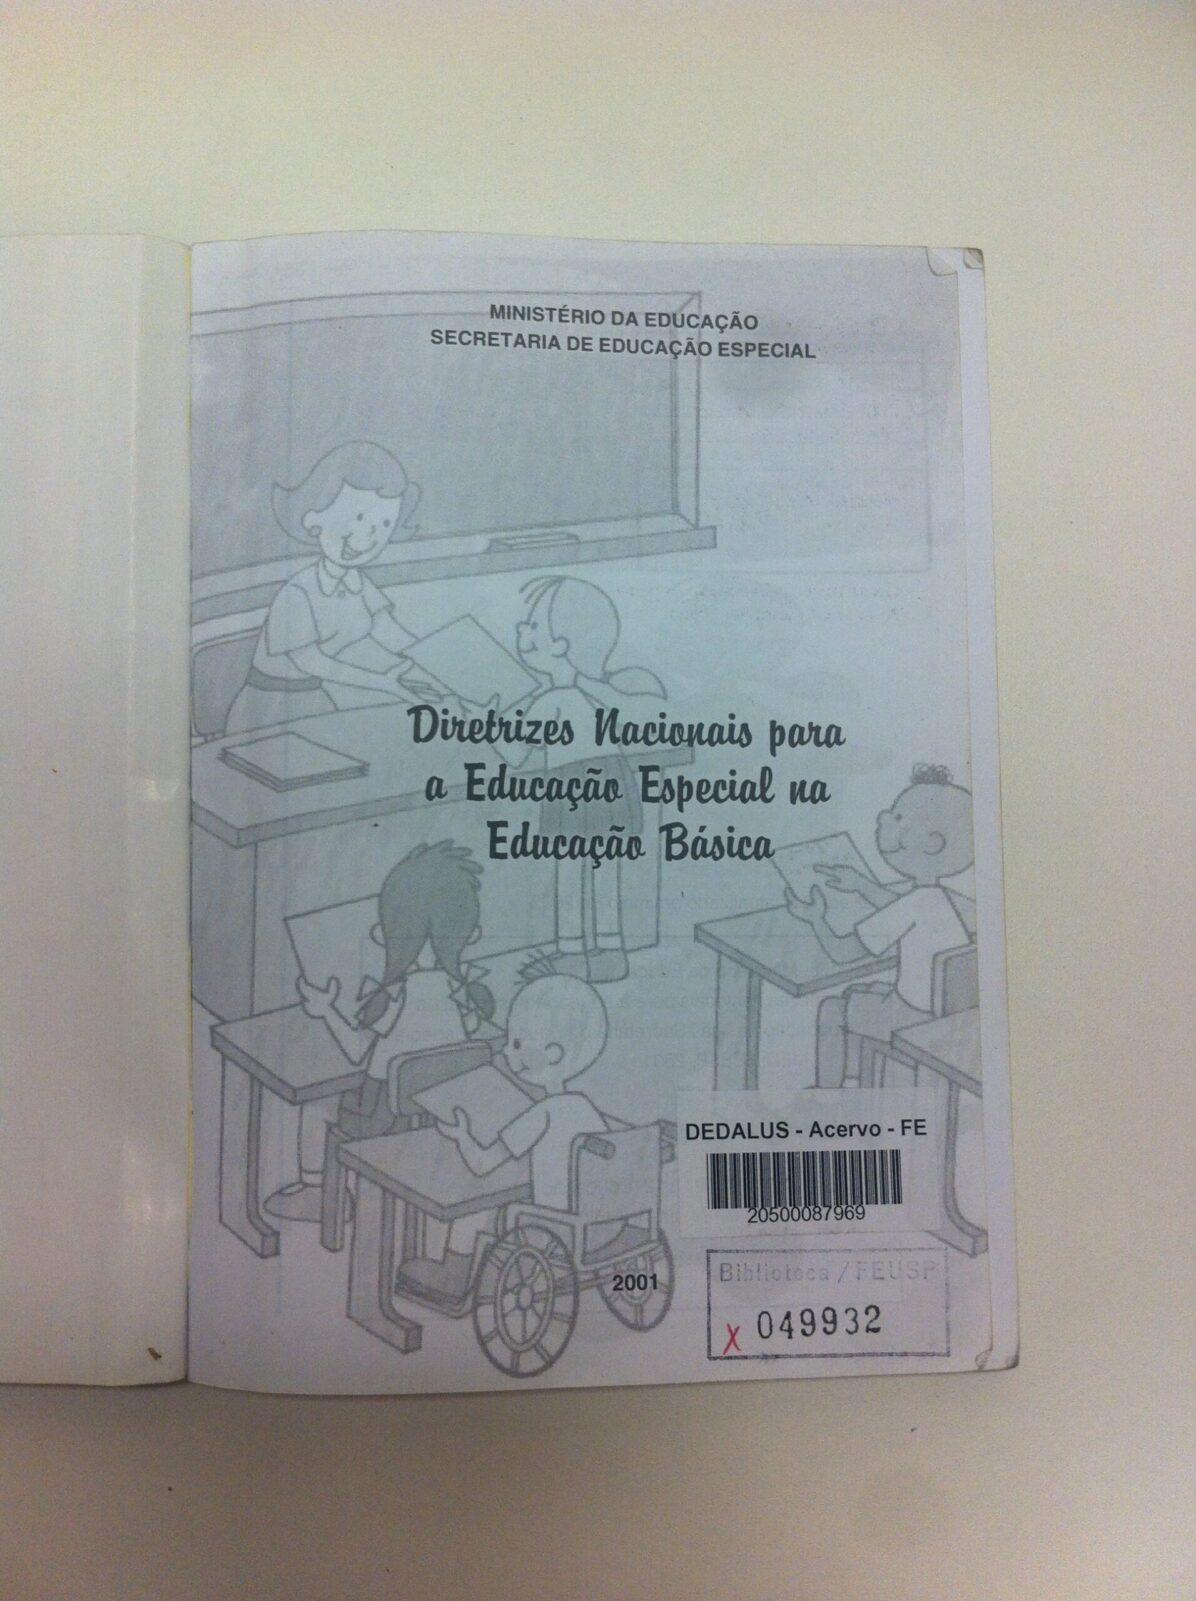 MINISTÉRIO DA EDUCAÇÃO
SECRETARIA DE EDUCAÇÃO ESPECIAL
Diretrizes Nacionais para
a Educação Especial na
Educação Básica
DEDALUS - Acervo - FE
20500087969
2001
Biblioteca / FEUSP
X 049932